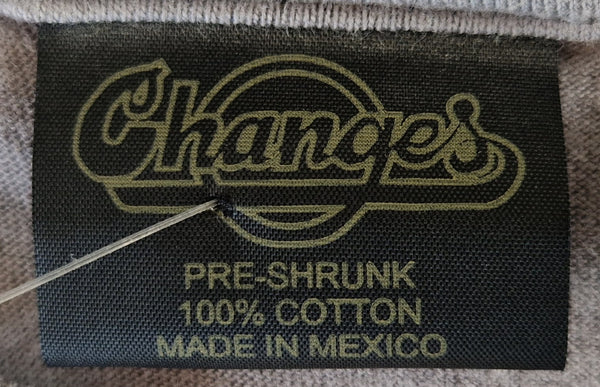 Changes
PRE-SHRUNK
100% COTTON
MADE IN MEXICO